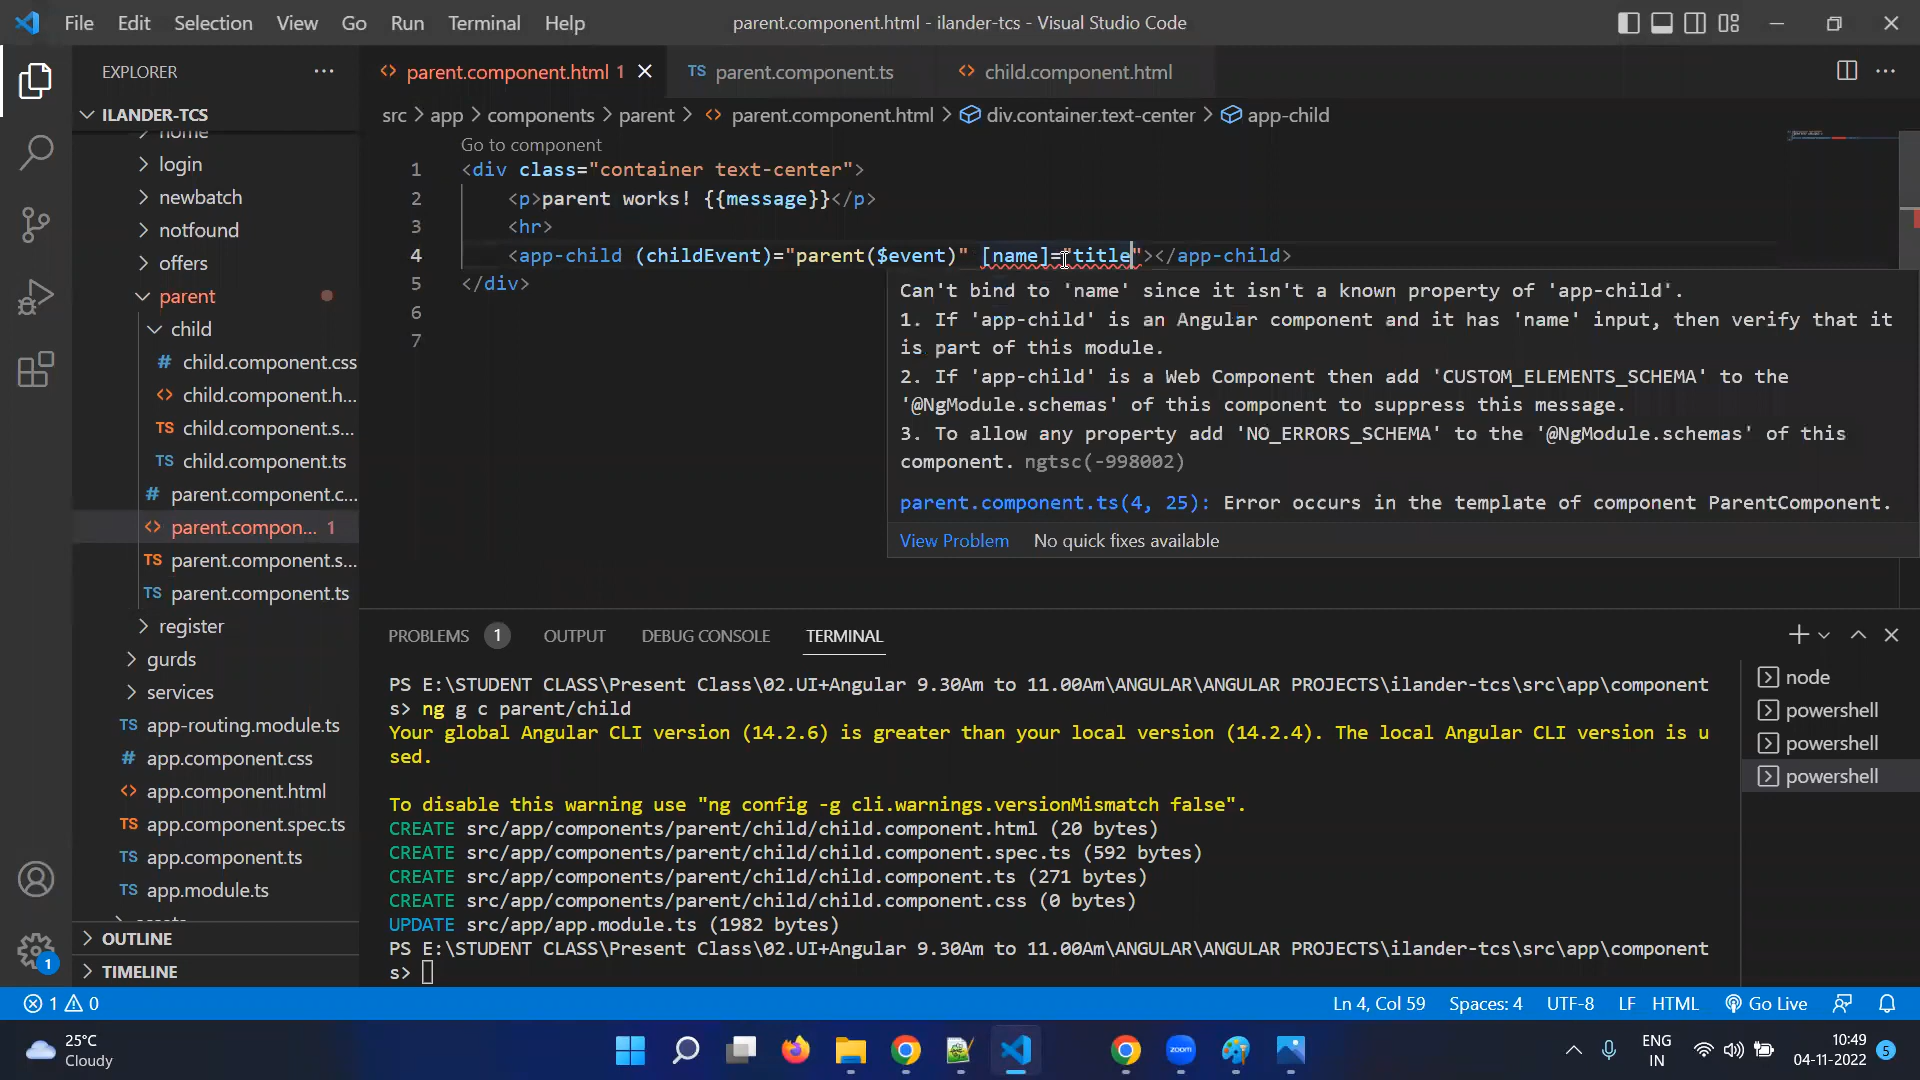 File Edit Selection View Go Run Terminal Help parent.component.html - ilander-tcs - Visual Studio Code
EXPLORER
parent.component.html 1 TS parent.component.ts child.component.html
ILANDER-TCS
src > app > components > parent > parent.component.html > div.container.text-center > app-child
home
login
newbatch
notfound
offers
parent
child
# child.component.css
child.component.h...
TS child.component.s...
TS child.component.ts
# parent.component.c...
parent.compon... 1
TS parent.component.s...
TS parent.component.ts
register
gurds
services
TS app-routing.module.ts
# app.component.css
app.component.html
TS app.component.spec.ts
TS app.component.ts
TS app.module.ts
OUTLINE
TIMELINE
Go to component
1 <div class="container text-center">
2 <p>parent works! {{message}}</p>
3 <hr>
4 <app-child (childEvent)="parent($event)" [name]="title"></app-child>
5 </div>
6
7
Can't bind to 'name' since it isn't a known property of 'app-child'.
1. If 'app-child' is an Angular component and it has 'name' input, then verify that it
is part of this module.
2. If 'app-child' is a Web Component then add 'CUSTOM_ELEMENTS_SCHEMA' to the
'@NgModule.schemas' of this component to suppress this message.
3. To allow any property add 'NO_ERRORS_SCHEMA' to the '@NgModule.schemas' of this
component. ngtsc(-998002)
parent.component.ts(4, 25): Error occurs in the template of component ParentComponent.
View Problem No quick fixes available
PROBLEMS 1 OUTPUT DEBUG CONSOLE TERMINAL
PS E:\STUDENT CLASS\Present Class\02.UI+Angular 9.30Am to 11.00Am\ANGULAR\ANGULAR PROJECTS\ilander-tcs\src\app\component
s> ng g c parent/child
Your global Angular CLI version (14.2.6) is greater than your local version (14.2.4). The local Angular CLI version is u
sed.
To disable this warning use "ng config -g cli.warnings.versionMismatch false".
CREATE src/app/components/parent/child/child.component.html (20 bytes)
CREATE src/app/components/parent/child/child.component.spec.ts (592 bytes)
CREATE src/app/components/parent/child/child.component.ts (271 bytes)
CREATE src/app/components/parent/child/child.component.css (0 bytes)
UPDATE src/app/app.module.ts (1982 bytes)
PS E:\STUDENT CLASS\Present Class\02.UI+Angular 9.30Am to 11.00Am\ANGULAR\ANGULAR PROJECTS\ilander-tcs\src\app\component
s>
node
powershell
powershell
powershell
1
1 0 Ln 4, Col 59 Spaces: 4 UTF-8 LF HTML Go Live
25°C
Cloudy
zoom
ENG
IN
10:49
04-11-2022
5